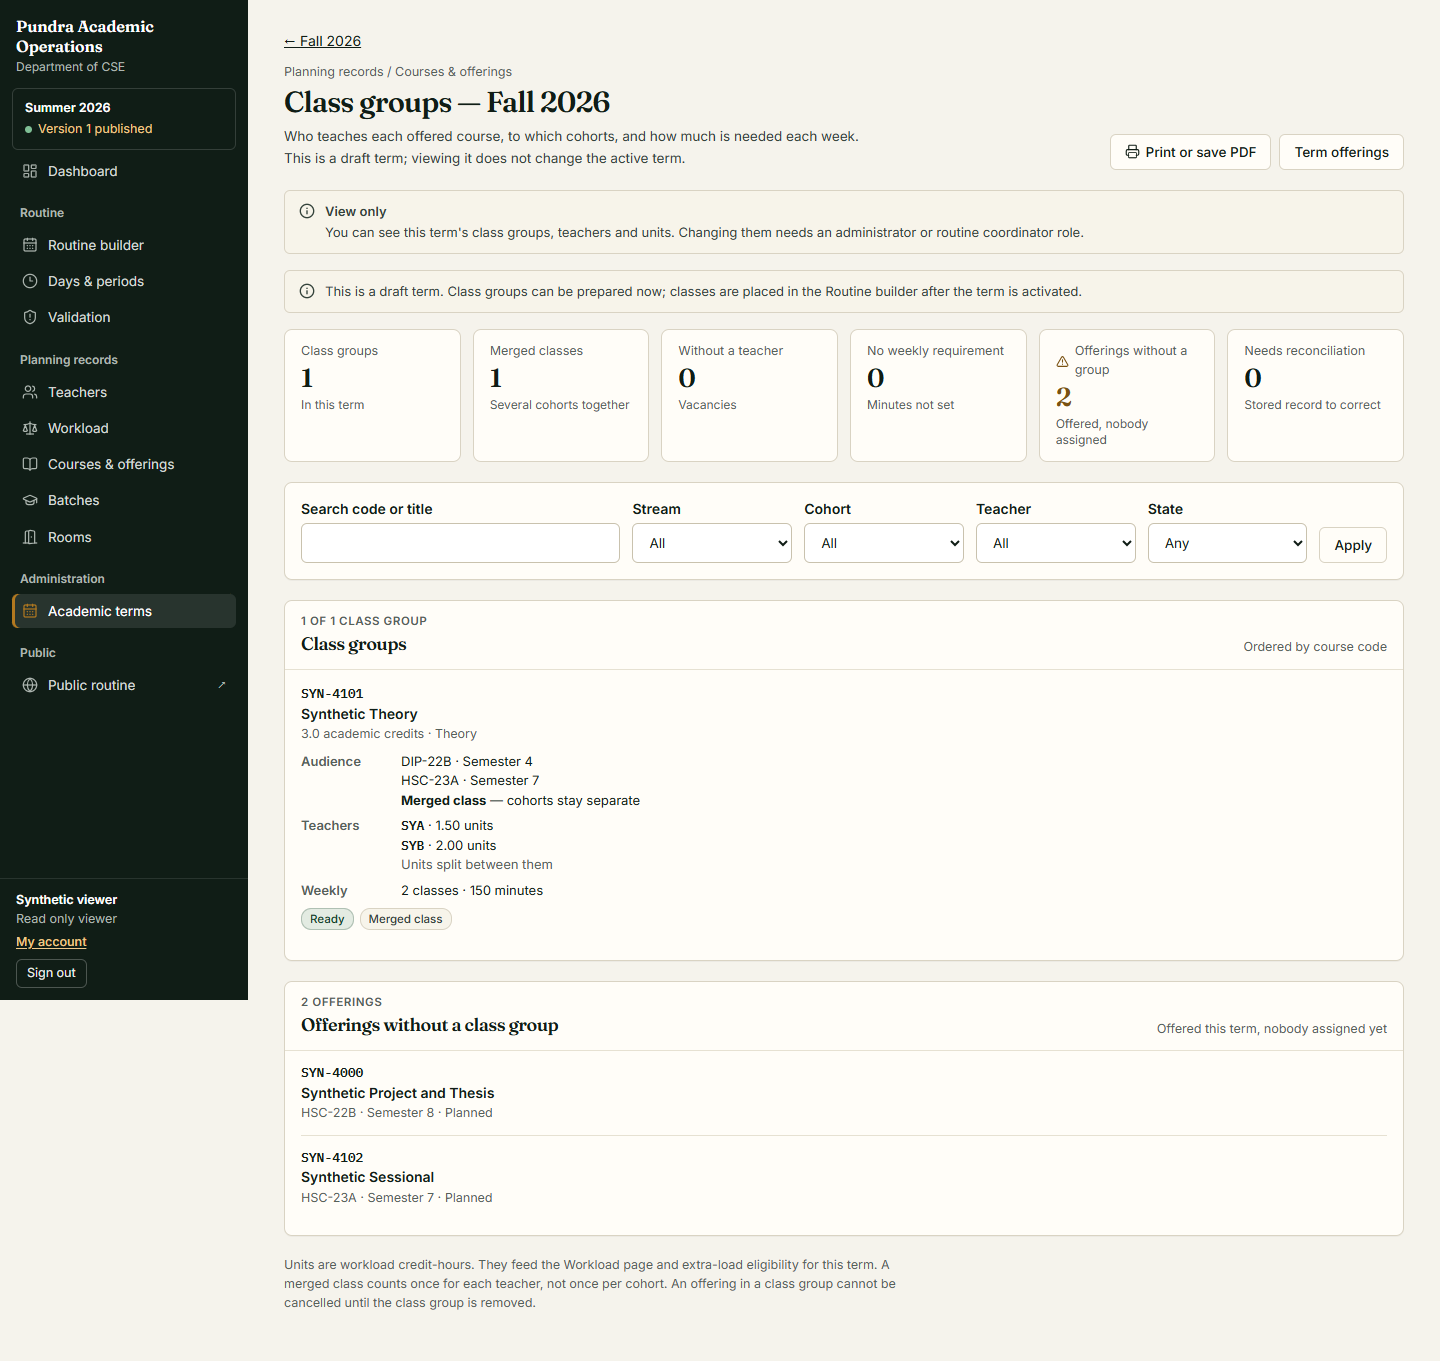 Pundra Academic
Operations
Department of CSE
Summer 2026
Version 1 published
Dashboard
Routine
Routine builder
Days & periods
Validation
Planning records
Teachers
Workload
Courses & offerings
Batches
Rooms
Administration
Academic terms
Public
Public routine ↗
Synthetic viewer
Read only viewer
My account
Sign out
← Fall 2026
Planning records / Courses & offerings
Class groups — Fall 2026
Who teaches each offered course, to which cohorts, and how much is needed each week.
This is a draft term; viewing it does not change the active term.
Print or save PDF
Term offerings
View only
You can see this term's class groups, teachers and units. Changing them needs an administrator or routine coordinator role.
This is a draft term. Class groups can be prepared now; classes are placed in the Routine builder after the term is activated.
Class groups
1
In this term
Merged classes
1
Several cohorts together
Without a teacher
0
Vacancies
No weekly requirement
0
Minutes not set
Offerings without a
group
2
Offered, nobody
assigned
Needs reconciliation
0
Stored record to correct
Search code or title
Stream
All
Cohort
All
Teacher
All
State
Any
Apply
1 OF 1 CLASS GROUP
Class groups
Ordered by course code
SYN-4101
Synthetic Theory
3.0 academic credits · Theory
Audience
DIP-22B · Semester 4
HSC-23A · Semester 7
Merged class — cohorts stay separate
Teachers
SYA · 1.50 units
SYB · 2.00 units
Units split between them
Weekly
2 classes · 150 minutes
Ready
Merged class
2 OFFERINGS
Offerings without a class group
Offered this term, nobody assigned yet
SYN-4000
Synthetic Project and Thesis
HSC-22B · Semester 8 · Planned
SYN-4102
Synthetic Sessional
HSC-23A · Semester 7 · Planned
Units are workload credit-hours. They feed the Workload page and extra-load eligibility for this term. A
merged class counts once for each teacher, not once per cohort. An offering in a class group cannot be
cancelled until the class group is removed.